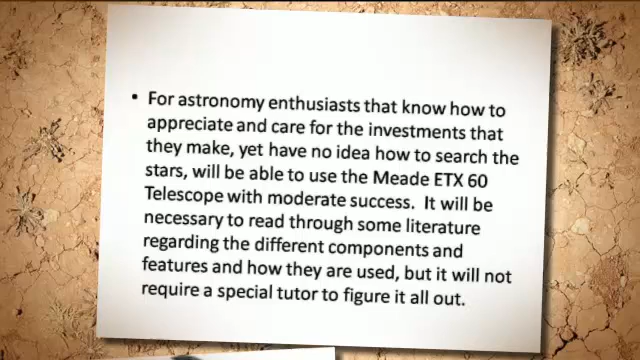 • For astronomy enthusiasts that know how to
appreciate and care for the investments that
they make, yet have no idea how to search the
stars, will be able to use the Meade ETX 60
Telescope with moderate success.  It will be
necessary to read through some literature
regarding the different components and
features and how they are used, but it will not
require a special tutor to figure it all out.